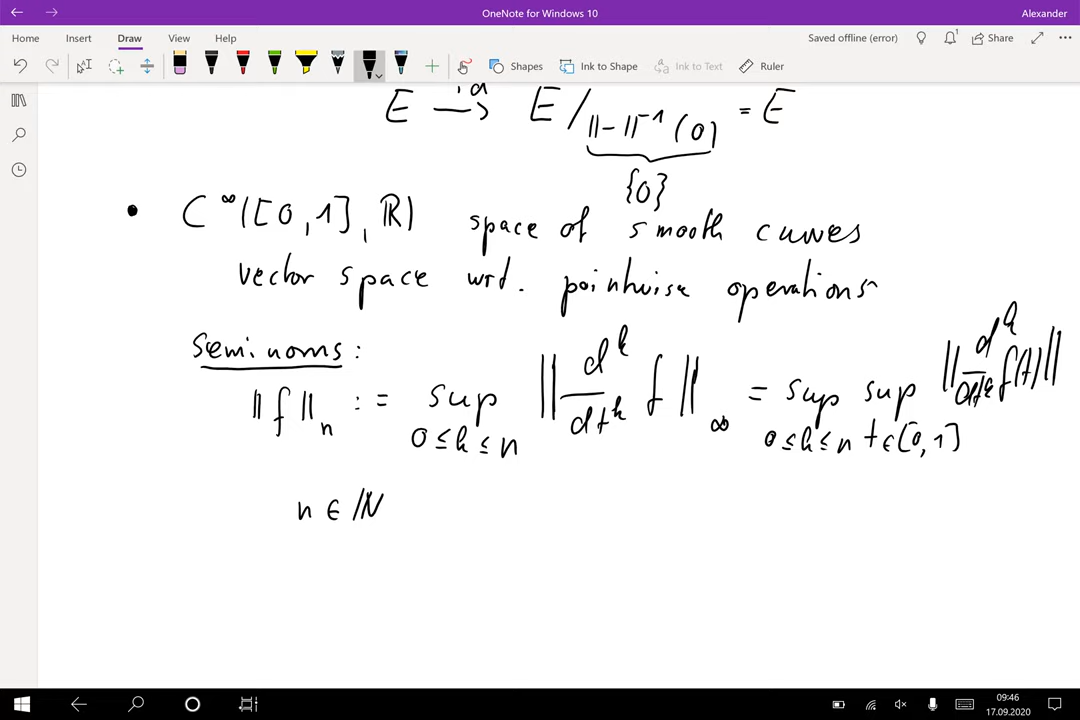 OneNote for Windows 10
Alexander
Home Insert Draw View Help
Saved offline (error) Share
Shapes Ink to Shape Ink to Text Ruler
E —id→ E / ||-||⁻¹(0) = E
{0}
• C^∞([0,1], ℝ) space of smooth curves
vector space wrt. pointwise operations
Seminoms:
||f||_n := sup_{0≤k≤n} ||d^k/dt^k f||_∞ = sup_{0≤k≤n} sup_{t∈[0,1]} ||d^k/dt^k f(t)||
n ∈ ℕ
09:46
17.09.2020